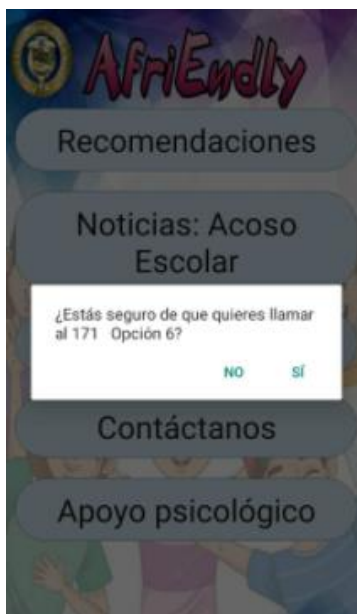 AfriEndly
Recomendaciones
Noticias: Acoso
Escolar
¿Estás seguro de que quieres llamar
al 171 Opción 6?
NO SÍ
Contáctanos
Apoyo psicológico